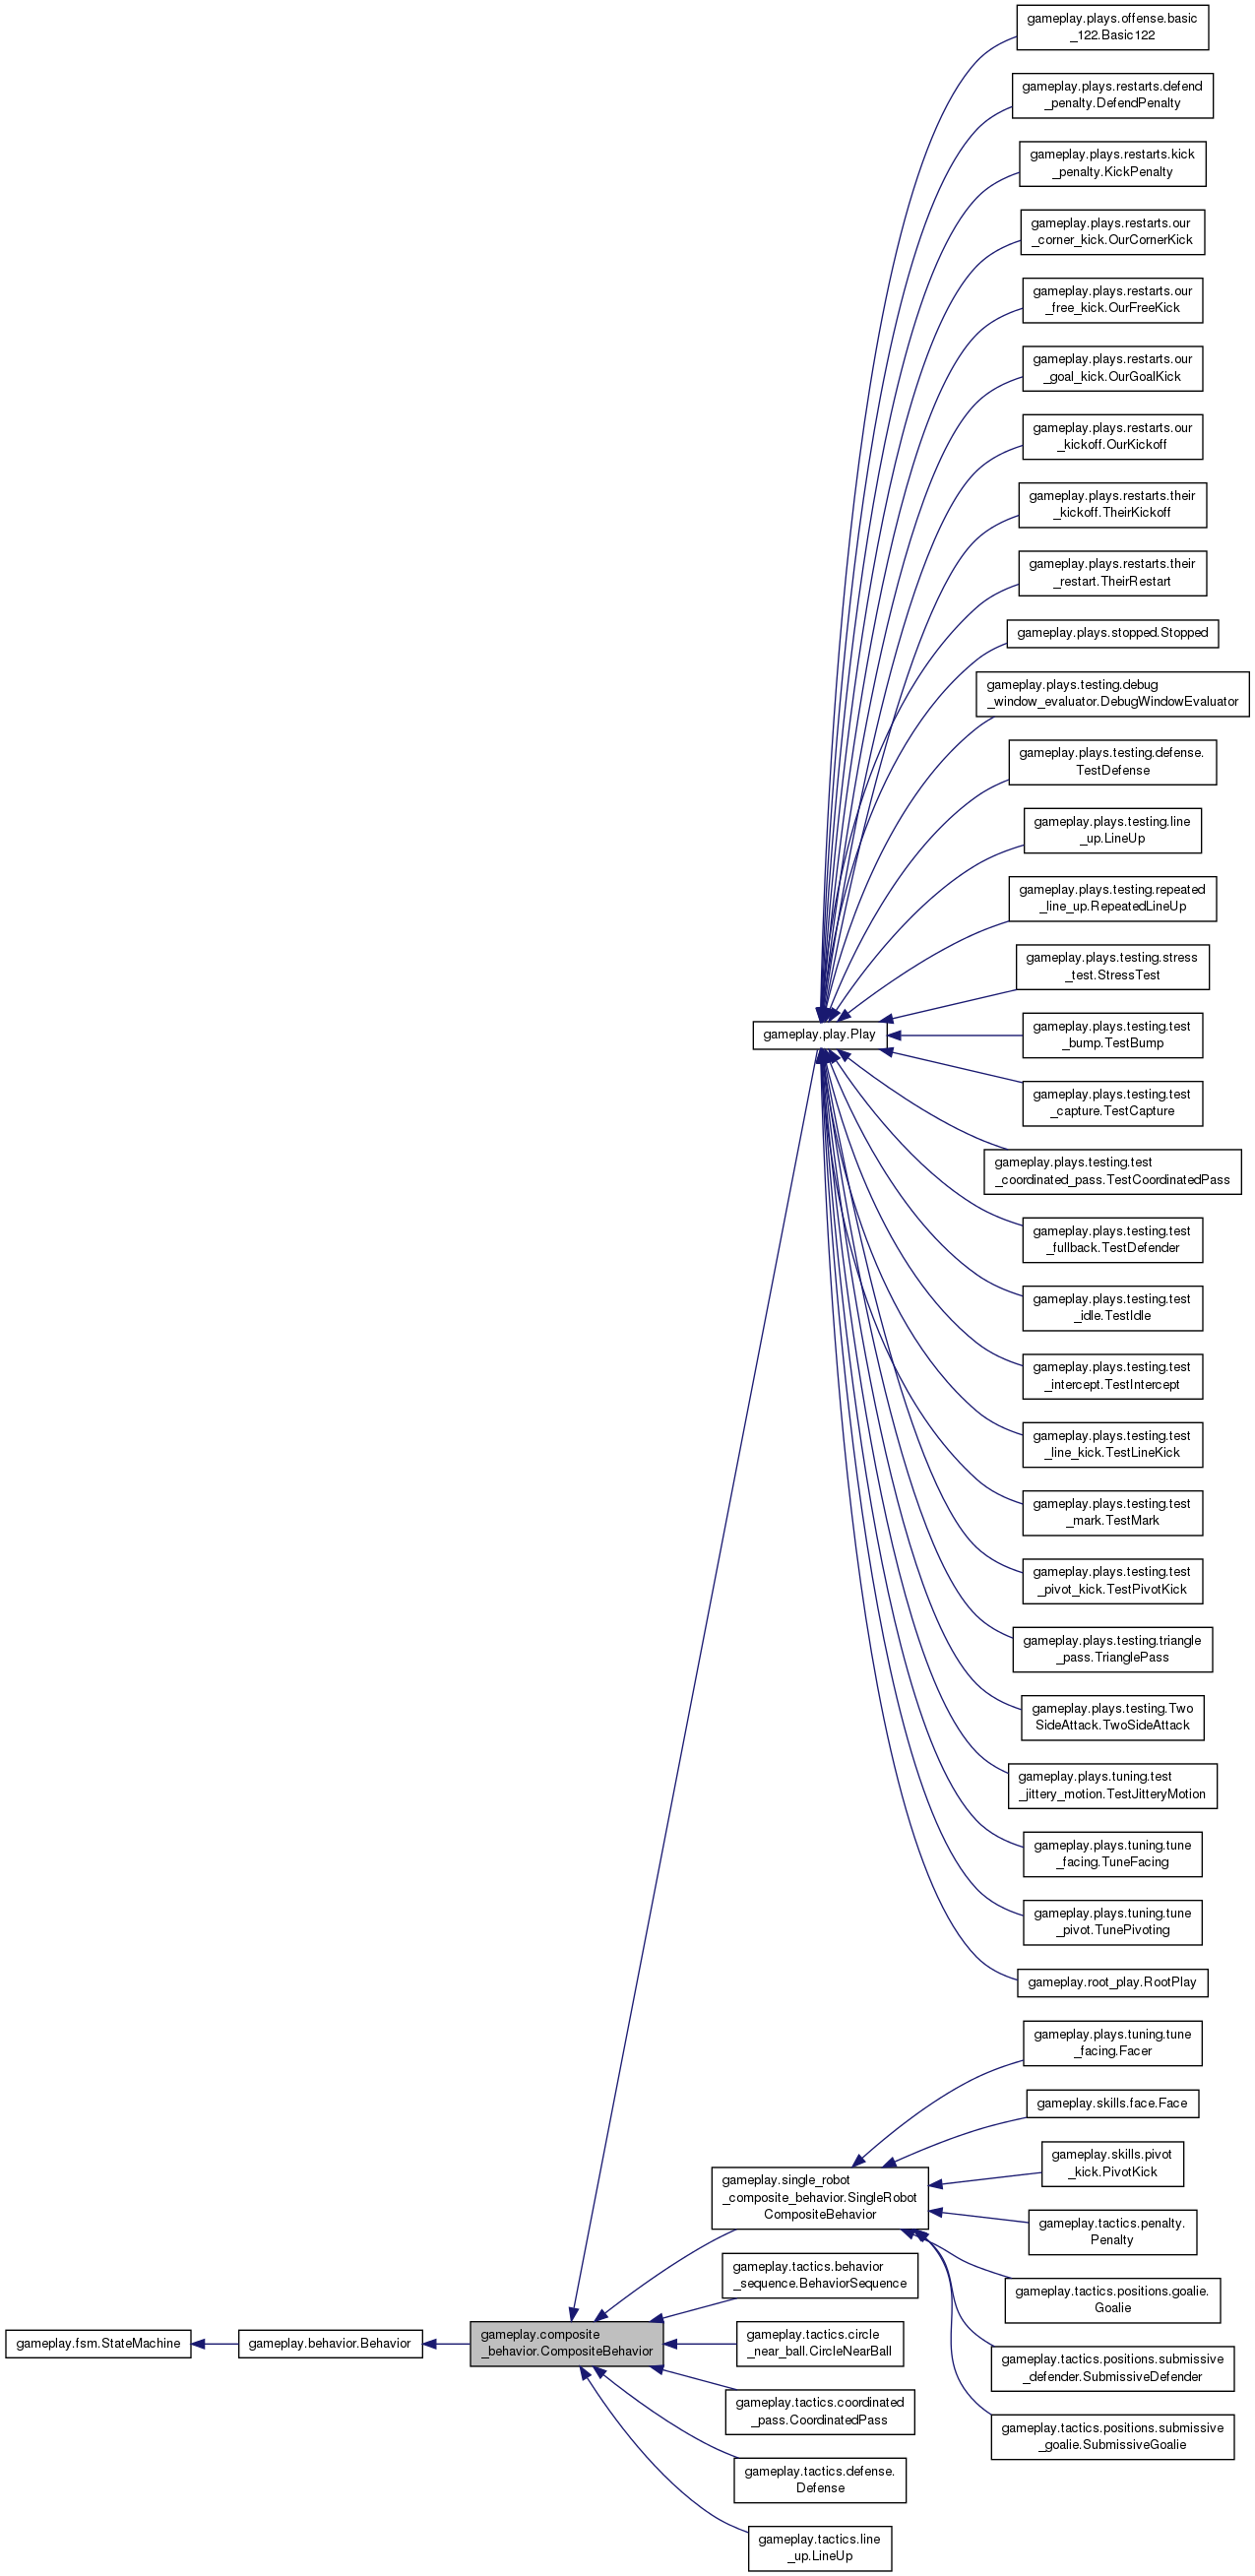 gameplay.plays.offense.basic
_122.Basic122
gameplay.plays.restarts.defend
_penalty.DefendPenalty
gameplay.plays.restarts.kick
_penalty.KickPenalty
gameplay.plays.restarts.our
_corner_kick.OurCornerKick
gameplay.plays.restarts.our
_free_kick.OurFreeKick
gameplay.plays.restarts.our
_goal_kick.OurGoalKick
gameplay.plays.restarts.our
_kickoff.OurKickoff
gameplay.plays.restarts.their
_kickoff.TheirKickoff
gameplay.plays.restarts.their
_restart.TheirRestart
gameplay.plays.stopped.Stopped
gameplay.plays.testing.debug
_window_evaluator.DebugWindowEvaluator
gameplay.plays.testing.defense.
TestDefense
gameplay.plays.testing.line
_up.LineUp
gameplay.plays.testing.repeated
_line_up.RepeatedLineUp
gameplay.plays.testing.stress
_test.StressTest
gameplay.play.Play
gameplay.plays.testing.test
_bump.TestBump
gameplay.plays.testing.test
_capture.TestCapture
gameplay.plays.testing.test
_coordinated_pass.TestCoordinatedPass
gameplay.plays.testing.test
_fullback.TestDefender
gameplay.plays.testing.test
_idle.TestIdle
gameplay.plays.testing.test
_intercept.TestIntercept
gameplay.plays.testing.test
_line_kick.TestLineKick
gameplay.plays.testing.test
_mark.TestMark
gameplay.plays.testing.test
_pivot_kick.TestPivotKick
gameplay.plays.testing.triangle
_pass.TrianglePass
gameplay.plays.testing.Two
SideAttack.TwoSideAttack
gameplay.plays.tuning.test
_jittery_motion.TestJitteryMotion
gameplay.plays.tuning.tune
_facing.TuneFacing
gameplay.plays.tuning.tune
_pivot.TunePivoting
gameplay.root_play.RootPlay
gameplay.plays.tuning.tune
_facing.Facer
gameplay.skills.face.Face
gameplay.skills.pivot
_kick.PivotKick
gameplay.single_robot
_composite_behavior.SingleRobot
CompositeBehavior
gameplay.tactics.penalty.
Penalty
gameplay.tactics.behavior
_sequence.BehaviorSequence
gameplay.tactics.positions.goalie.
Goalie
gameplay.fsm.StateMachine
gameplay.behavior.Behavior
gameplay.composite
_behavior.CompositeBehavior
gameplay.tactics.circle
_near_ball.CircleNearBall
gameplay.tactics.positions.submissive
_defender.SubmissiveDefender
gameplay.tactics.coordinated
_pass.CoordinatedPass
gameplay.tactics.positions.submissive
_goalie.SubmissiveGoalie
gameplay.tactics.defense.
Defense
gameplay.tactics.line
_up.LineUp